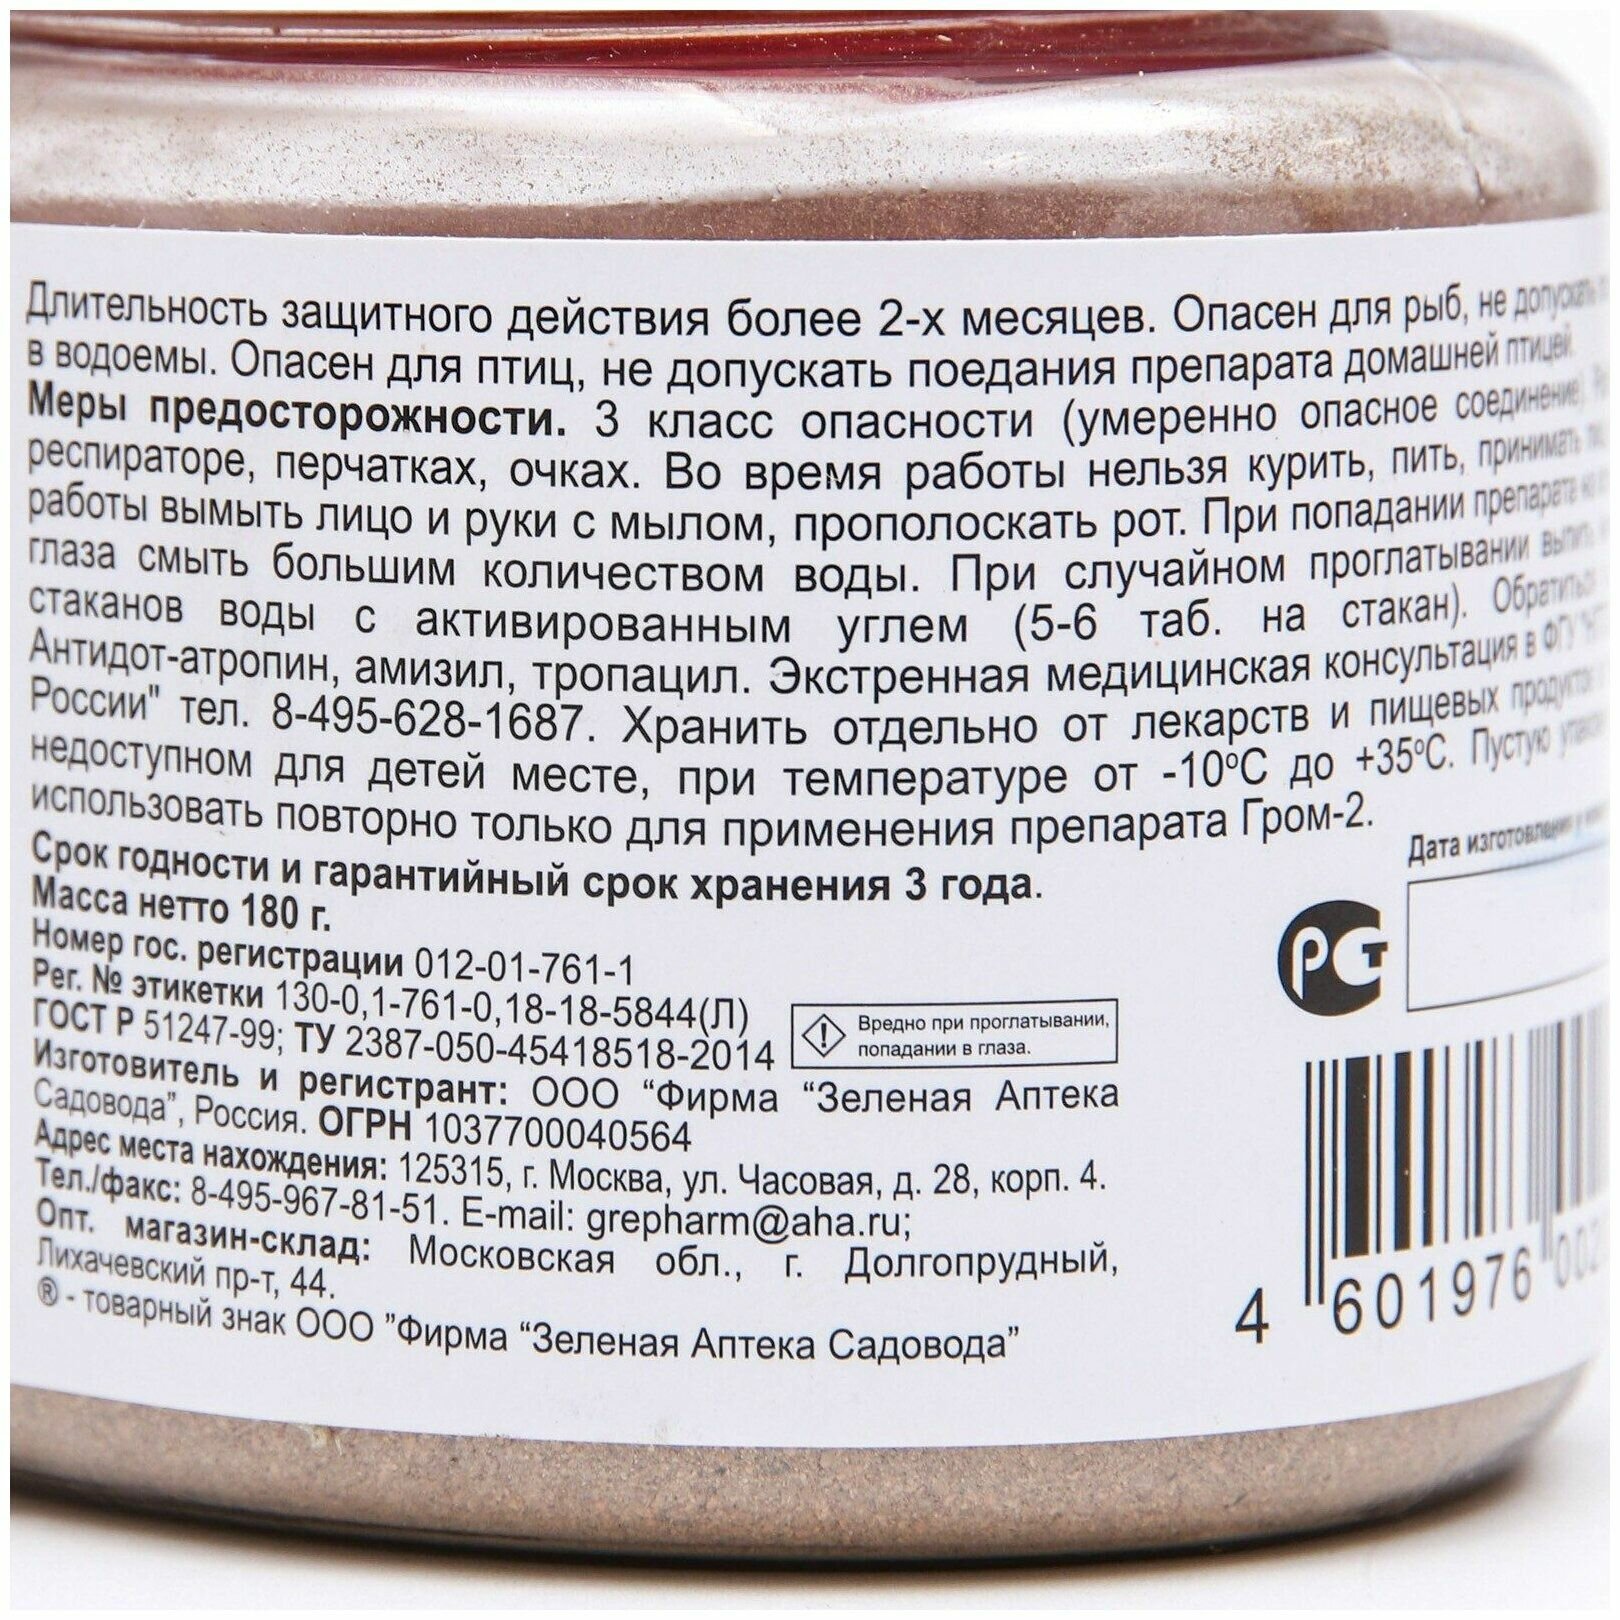 Длительность защитного действия более 2-х месяцев. Опасен для рыб, не допускать
в водоемы. Опасен для птиц, не допускать поедания препарата домашней птицей.
Меры предосторожности. 3 класс опасности (умеренно опасное соединение).
респираторе, перчатках, очках. Во время работы нельзя курить, пить, принимать
работы вымыть лицо и руки с мылом, прополоскать рот. При попадании препарата
глаза смыть большим количеством воды. При случайном проглатывании выпить
стаканов воды с активированным углем (5-6 таб. на стакан). Обратиться
Антидот-атропин, амизил, тропацил. Экстренная медицинская консультация в ФГУ
России" тел. 8-495-628-1687. Хранить отдельно от лекарств и пищевых продуктов
недоступном для детей месте, при температуре от -10ºС до +35ºС. Пустую
использовать повторно только для применения препарата Гром-2.
Срок годности и гарантийный срок хранения 3 года.
Масса нетто 180 г.
Номер гос. регистрации 012-01-761-1
Рег. № этикетки 130-0,1-761-0,18-18-5844(Л)
ГОСТ Р 51247-99; ТУ 2387-050-45418518-2014
Вредно при проглатывании,
попадании в глаза.
Изготовитель и регистрант: ООО “Фирма “Зеленая Аптека
Садовода”, Россия. ОГРН 1037700040564
Адрес места нахождения: 125315, г. Москва, ул. Часовая, д. 28, корп. 4.
Тел./факс: 8-495-967-81-51. E-mail: grepharm@aha.ru;
Опт. магазин-склад: Московская обл., г. Долгопрудный,
Лихачевский пр-т, 44.
® - товарный знак ООО ”Фирма “Зеленая Аптека Садовода”
Дата изготовления
РСТ
4 601976 002